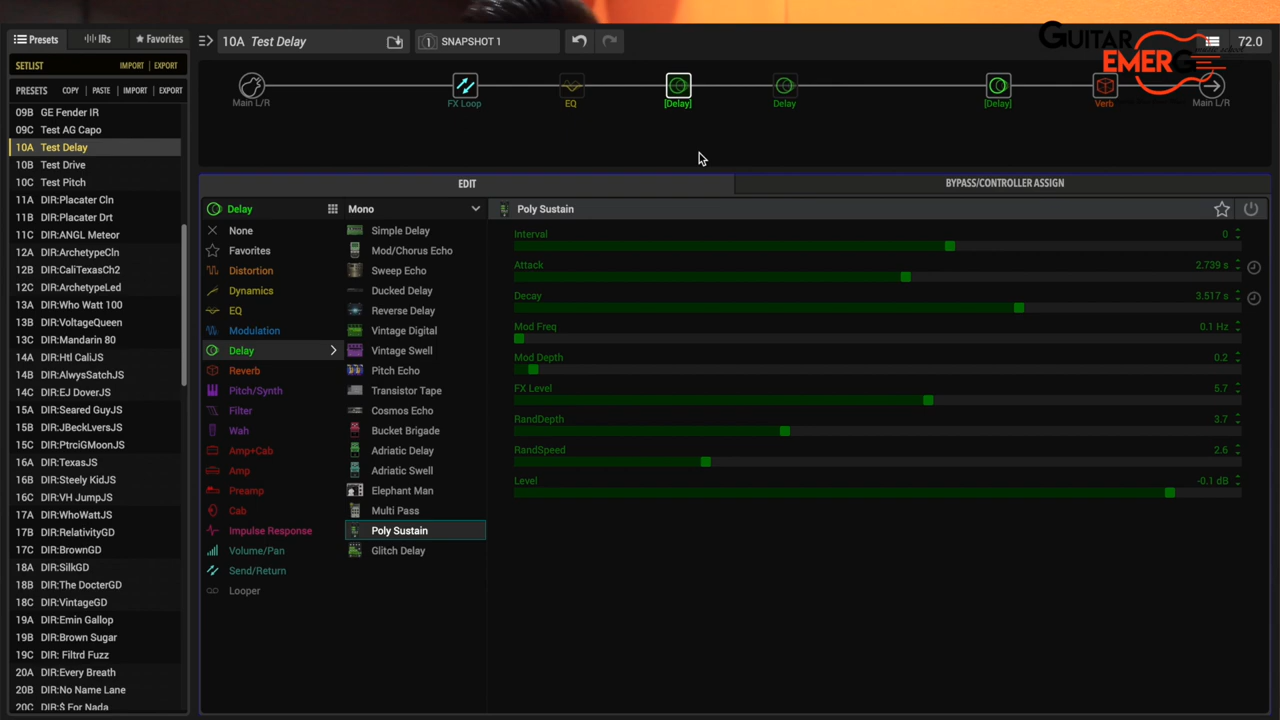 Presets
IRs
Favorites
10A Test Delay
1
SNAPSHOT 1
72.0
GUITAR
EMERG
SETLIST
IMPORT
EXPORT
PRESETS
COPY
PASTE
IMPORT
EXPORT
Main L/R
FX Loop
EQ
[Delay]
Delay
[Delay]
Verb
Main L/R
09B GE Fender IR
09C Test AG Capo
10A Test Delay
10B Test Drive
10C Test Pitch
11A DIR:Placater Cln
11B DIR:Placater Drt
11C DIR:ANGL Meteor
12A DIR:ArchetypeCln
12B DIR:CaliTexasCh2
12C DIR:ArchetypeLed
13A DIR:Who Watt 100
13B DIR:VoltageQueen
13C DIR:Mandarin 80
14A DIR:Htl CaliJS
14B DIR:AlwysSatchJS
14C DIR:EJ DoverJS
15A DIR:Seared GuyJS
15B DIR:JBeckLversJS
15C DIR:PtrciGMoonJS
16A DIR:TexasJS
16B DIR:Steely KidJS
16C DIR:VH JumpJS
17A DIR:WhoWattJS
17B DIR:RelativityGD
17C DIR:BrownGD
18A DIR:SilkGD
18B DIR:The DocterGD
18C DIR:VintageGD
19A DIR:Emin Gallop
19B DIR:Brown Sugar
19C DIR: Filtrd Fuzz
20A DIR:Every Breath
20B DIR:No Name Lane
20C DIR:$ For Nada
EDIT
BYPASS/CONTROLLER ASSIGN
Delay
None
Favorites
Distortion
Dynamics
EQ
Modulation
Delay
Reverb
Pitch/Synth
Filter
Wah
Amp+Cab
Amp
Preamp
Cab
Impulse Response
Volume/Pan
Send/Return
Looper
Mono
Simple Delay
Mod/Chorus Echo
Sweep Echo
Ducked Delay
Reverse Delay
Vintage Digital
Vintage Swell
Pitch Echo
Transistor Tape
Cosmos Echo
Bucket Brigade
Adriatic Delay
Adriatic Swell
Elephant Man
Multi Pass
Poly Sustain
Glitch Delay
Poly Sustain
Interval 0
Attack 2.739 s
Decay 3.517 s
Mod Freq 0.1 Hz
Mod Depth 0.2
FX Level 5.7
RandDepth 3.7
RandSpeed 2.6
Level -0.1 dB